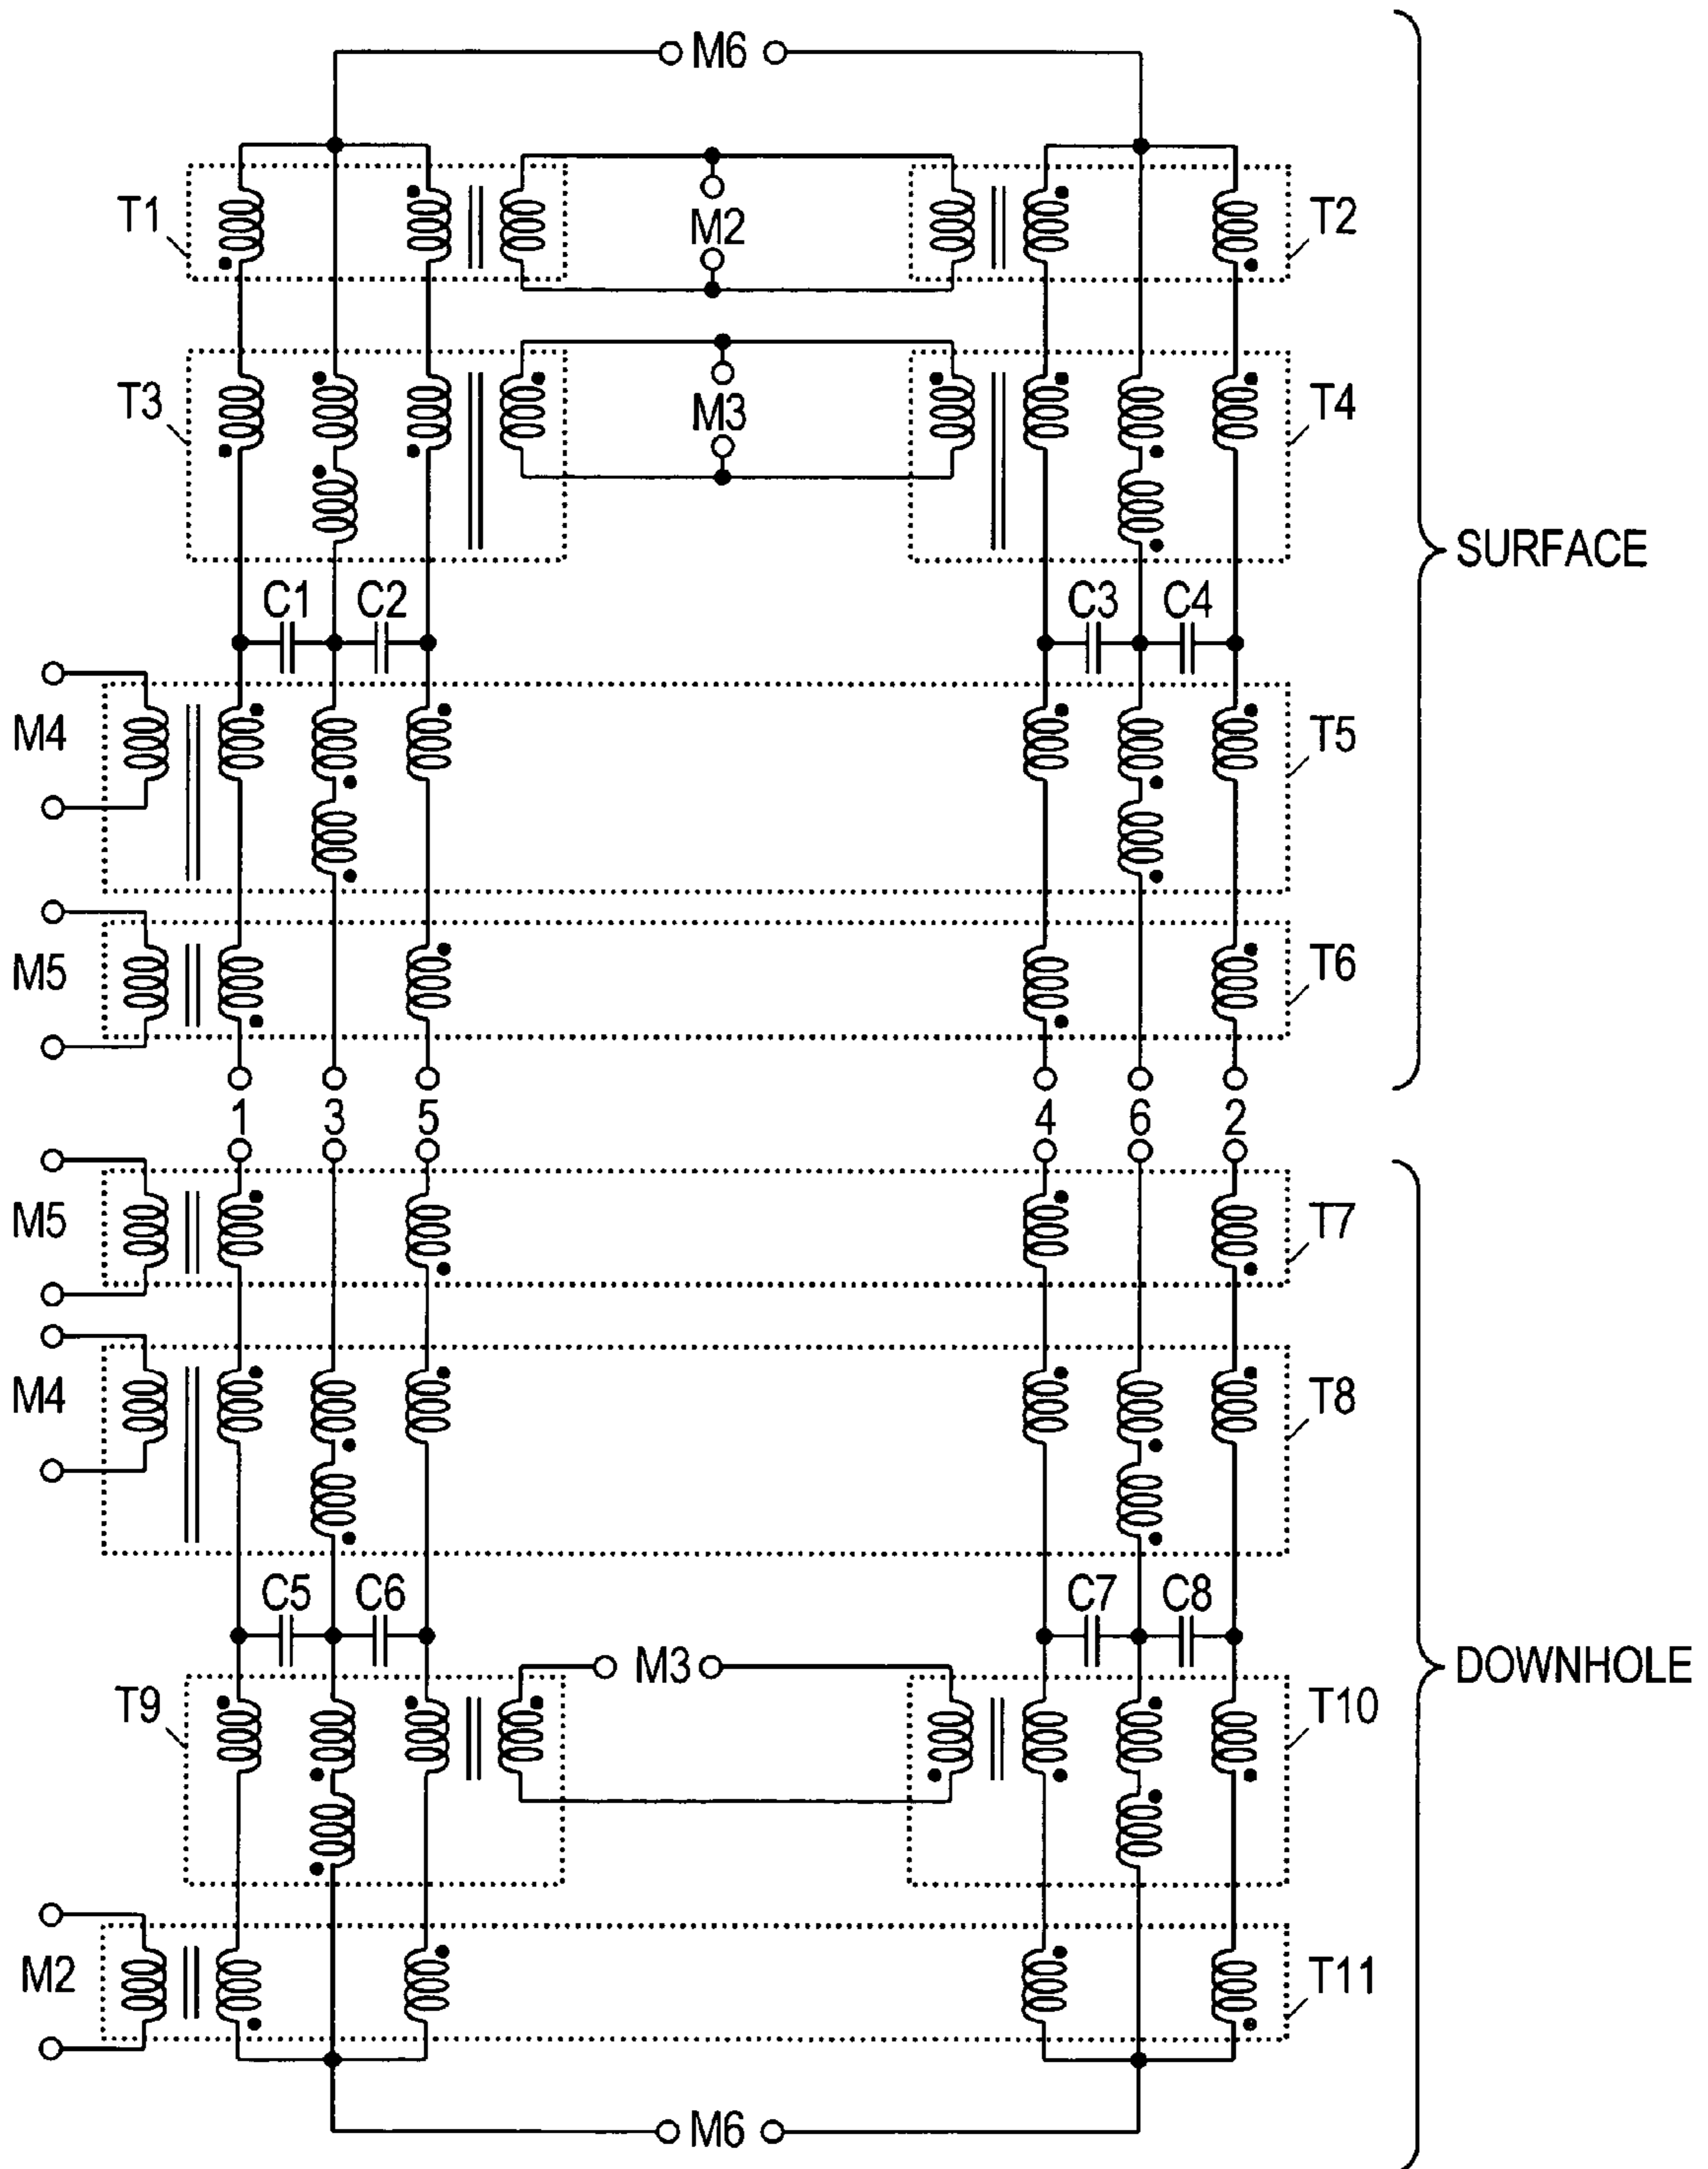 M6
T1
M2
T2
T3
M3
T4
SURFACE
C1 C2 C3 C4
M4
T5
M5
T6
1 3 5 4 6 2
M5
T7
M4
T8
C5 C6 C7 C8
M3
DOWNHOLE
T9
T10
M2
T11
M6